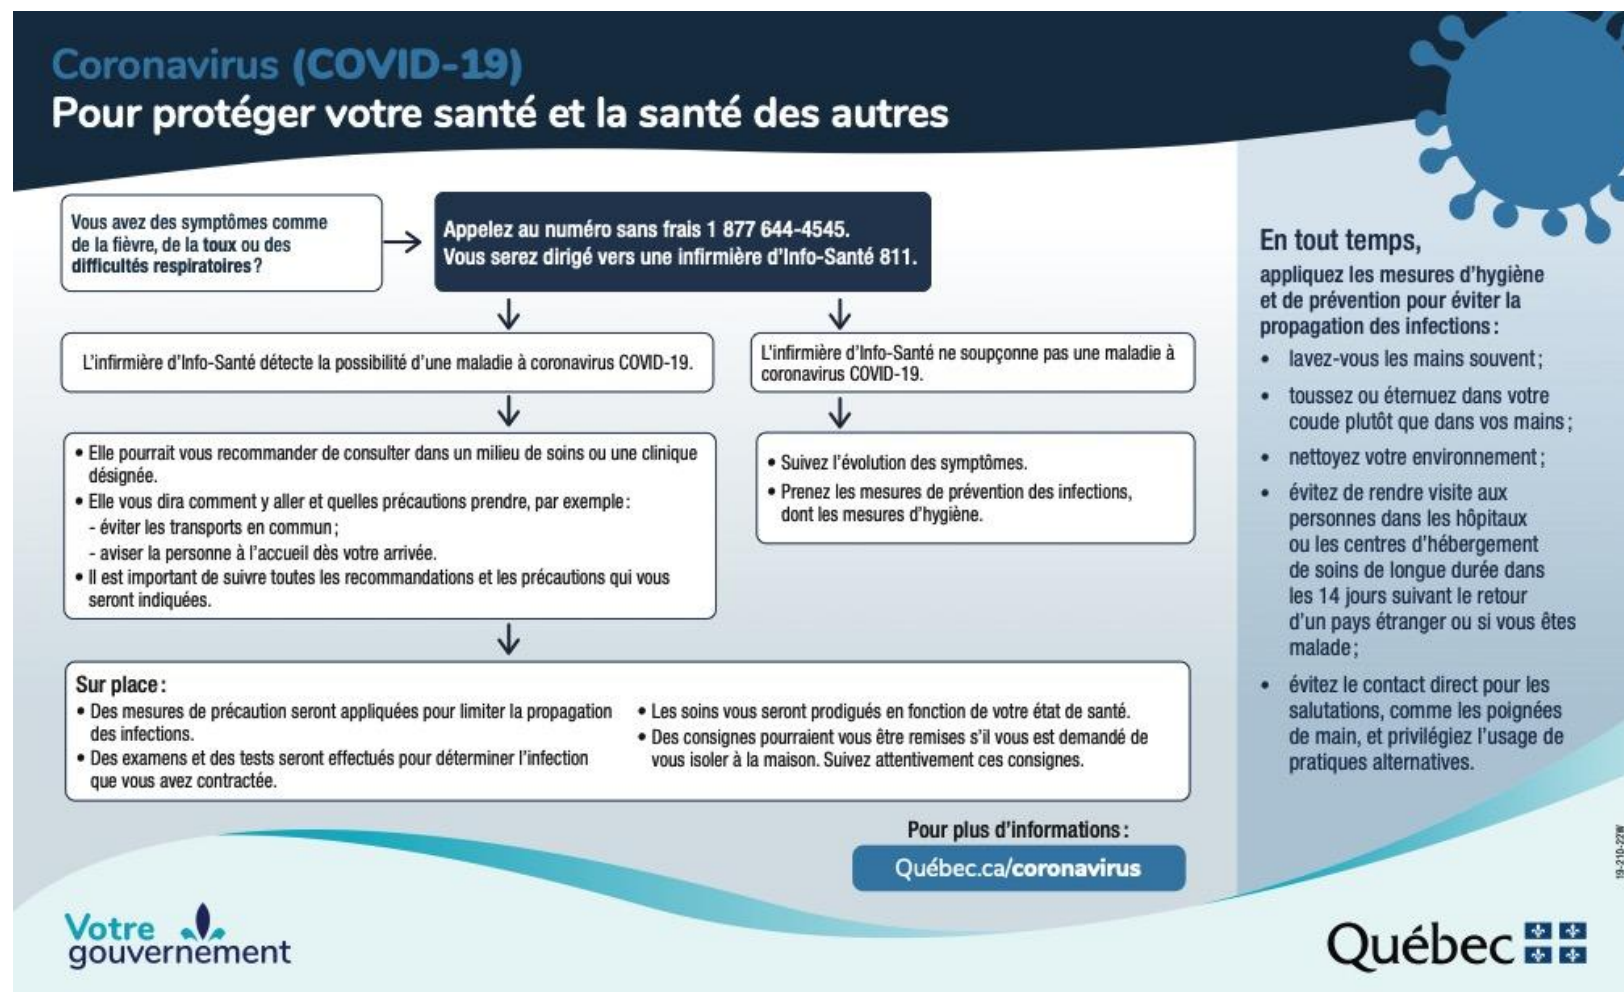 Coronavirus (COVID-19)
Pour protéger votre santé et la santé des autres
Vous avez des symptômes comme
de la fièvre, de la toux ou des
difficultés respiratoires ?
Appelez au numéro sans frais 1 877 644-4545.
Vous serez dirigé vers une infirmière d'Info-Santé 811.
L'infirmière d'Info-Santé détecte la possibilité d'une maladie à coronavirus COVID-19.
L'infirmière d'Info-Santé ne soupçonne pas une maladie à
coronavirus COVID-19.
• Elle pourrait vous recommander de consulter dans un milieu de soins ou une clinique
désignée.
• Elle vous dira comment y aller et quelles précautions prendre, par exemple :
- éviter les transports en commun ;
- aviser la personne à l'accueil dès votre arrivée.
• Il est important de suivre toutes les recommandations et les précautions qui vous
seront indiquées.
• Suivez l'évolution des symptômes.
• Prenez les mesures de prévention des infections,
dont les mesures d'hygiène.
Sur place :
• Des mesures de précaution seront appliquées pour limiter la propagation
des infections.
• Des examens et des tests seront effectués pour déterminer l'infection
que vous avez contractée.
• Les soins vous seront prodigués en fonction de votre état de santé.
• Des consignes pourraient vous être remises s'il vous est demandé de
vous isoler à la maison. Suivez attentivement ces consignes.
Pour plus d'informations :
Québec.ca/coronavirus
En tout temps,
appliquez les mesures d'hygiène
et de prévention pour éviter la
propagation des infections :
• lavez-vous les mains souvent ;
• toussez ou éternuez dans votre
coude plutôt que dans vos mains ;
• nettoyez votre environnement ;
• évitez de rendre visite aux
personnes dans les hôpitaux
ou les centres d'hébergement
de soins de longue durée dans
les 14 jours suivant le retour
d'un pays étranger ou si vous êtes
malade ;
• évitez le contact direct pour les
salutations, comme les poignées
de main, et privilégiez l'usage de
pratiques alternatives.
19-210-22W
Votre
gouvernement
Québec